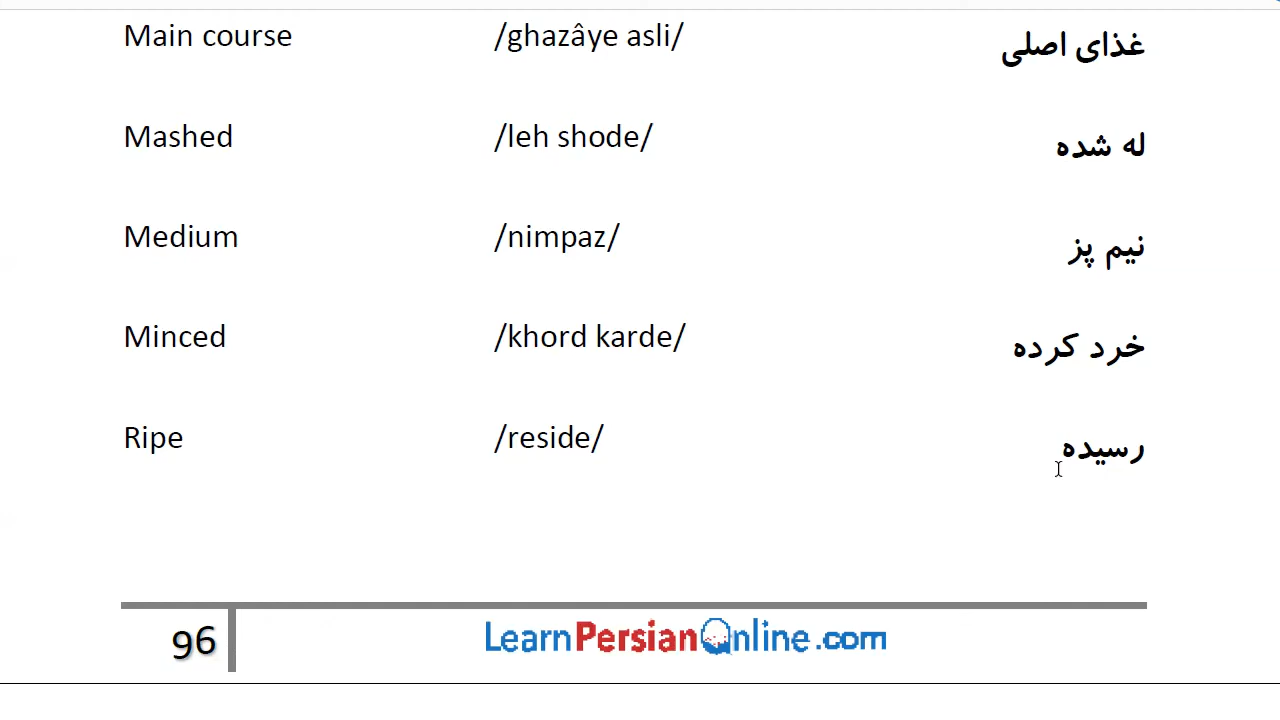 Main course /ghazâye asli/ غذای اصلی
Mashed /leh shode/ له شده
Medium /nimpaz/ نیم پز
Minced /khord karde/ خرد کرده
Ripe /reside/ رسیده
96 LearnPersianOnline.com